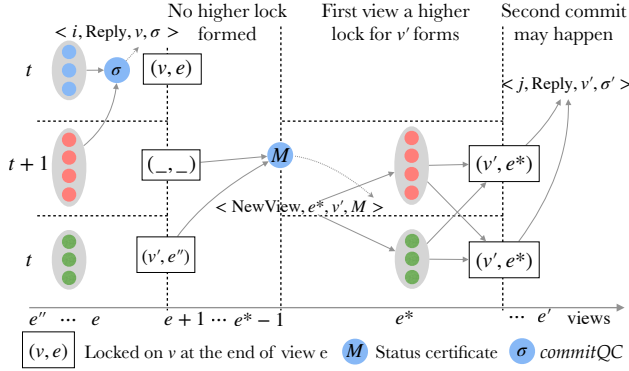 No higher lock formed
First view a higher lock for v′ forms
Second commit may happen
< i, Reply, v, σ >
t
σ
(v, e)
< j, Reply, v′, σ′ >
t + 1
(_, _)
M
(v′, e*)
< NewView, e*, v′, M >
t
(v′, e″)
(v′, e*)
e″ ··· e e + 1 ··· e* − 1 e* ··· e′ views
(v, e) Locked on v at the end of view e M Status certificate σ commitQC